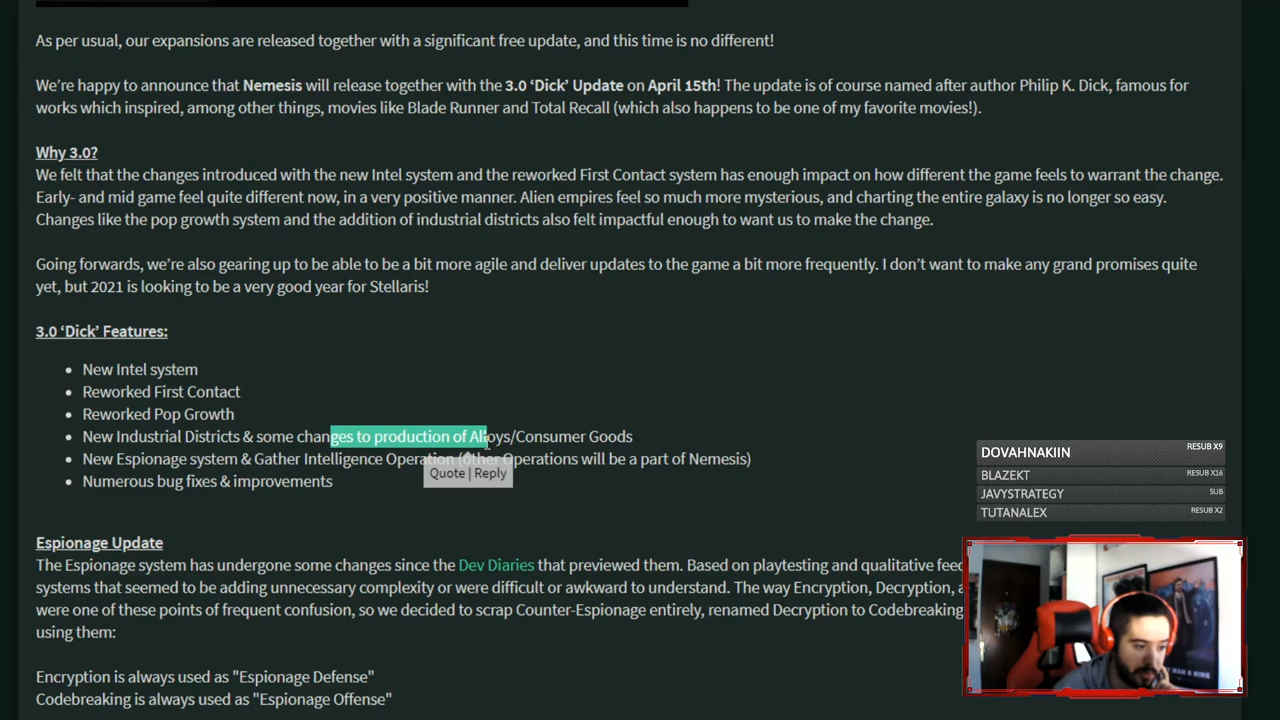 As per usual, our expansions are released together with a significant free update, and this time is no different!
We're happy to announce that Nemesis will release together with the 3.0 'Dick' Update on April 15th! The update is of course named after author Philip K. Dick, famous for
works which inspired, among other things, movies like Blade Runner and Total Recall (which also happens to be one of my favorite movies!).
Why 3.0?
We felt that the changes introduced with the new Intel system and the reworked First Contact system has enough impact on how different the game feels to warrant the change.
Early- and mid game feel quite different now, in a very positive manner. Alien empires feel so much more mysterious, and charting the entire galaxy is no longer so easy.
Changes like the pop growth system and the addition of industrial districts also felt impactful enough to want us to make the change.
Going forwards, we're also gearing up to be able to be a bit more agile and deliver updates to the game a bit more frequently. I don't want to make any grand promises quite
yet, but 2021 is looking to be a very good year for Stellaris!
3.0 'Dick' Features:
• New Intel system
• Reworked First Contact
• Reworked Pop Growth
• New Industrial Districts & some changes to production of Alloys/Consumer Goods
• New Espionage system & Gather Intelligence Operation (Other Operations will be a part of Nemesis)
Quote | Reply
• Numerous bug fixes & improvements
DOVAHNAKIIN RESUB X9
BLAZEKT RESUB X16
JAVYSTRATEGY SUB
TUTANALEX RESUB X2
Espionage Update
The Espionage system has undergone some changes since the Dev Diaries that previewed them. Based on playtesting and qualitative feed
systems that seemed to be adding unnecessary complexity or were difficult or awkward to understand. The way Encryption, Decryption, a
were one of these points of frequent confusion, so we decided to scrap Counter-Espionage entirely, renamed Decryption to Codebreaking
using them:
Encryption is always used as "Espionage Defense"
Codebreaking is always used as "Espionage Offense"